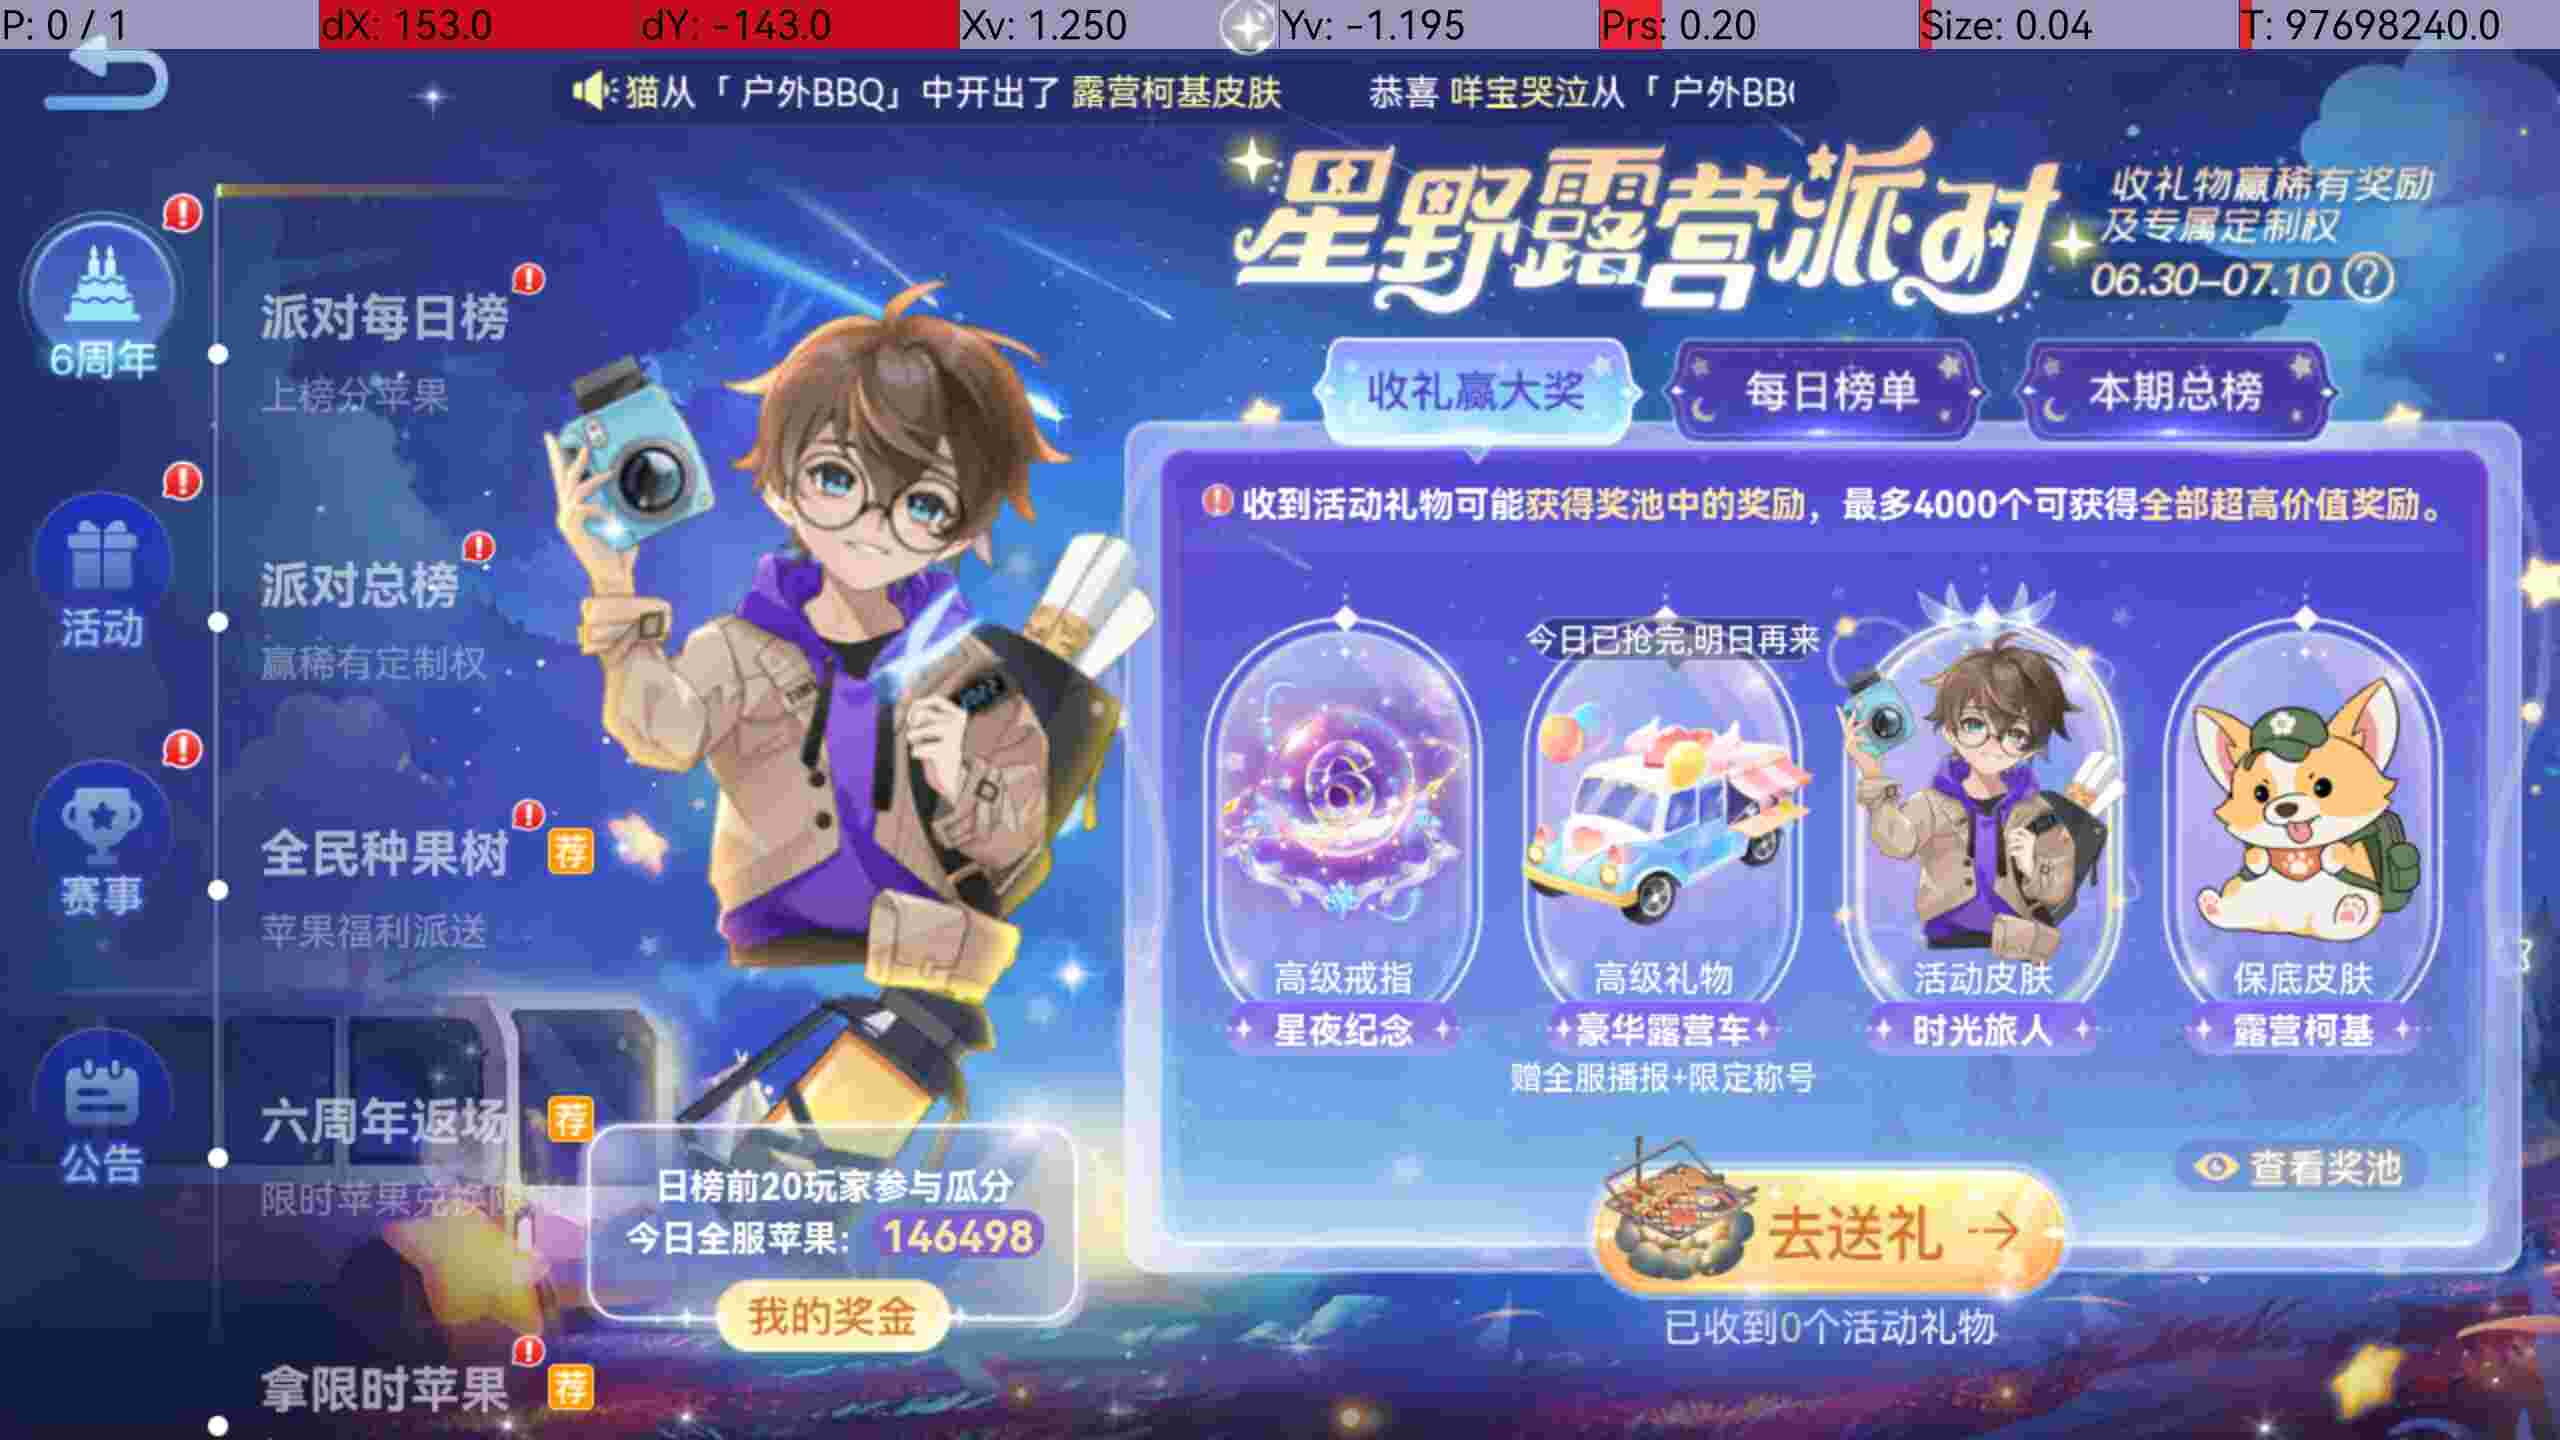 P: 0 / 1
dX: 153.0
dY: -143.0
Xv: 1.250
Yv: -1.195
Prs: 0.20
Size: 0.04
T: 97698240.0
猫从「户外BBQ」中开出了 露营柯基皮肤 恭喜 咩宝哭泣从「户外BB
星野露营派对
收礼物赢稀有奖励
及专属定制权
06.30-07.10 ?
6周年
活动
赛事
公告
派对每日榜
上榜分苹果
派对总榜
赢稀有定制权
全民种果树
荐
苹果福利派送
六周年返场
荐
限时苹果兑换
拿限时苹果
荐
收礼赢大奖
每日榜单
本期总榜
收到活动礼物可能获得奖池中的奖励，最多4000个可获得全部超高价值奖励。
今日已抢完,明日再来
6
高级戒指
星夜纪念
高级礼物
豪华露营车
赠全服播报+限定称号
活动皮肤
时光旅人
保底皮肤
露营柯基
查看奖池
去送礼→
已收到0个活动礼物
日榜前20玩家参与瓜分
今日全服苹果：146498
我的奖金